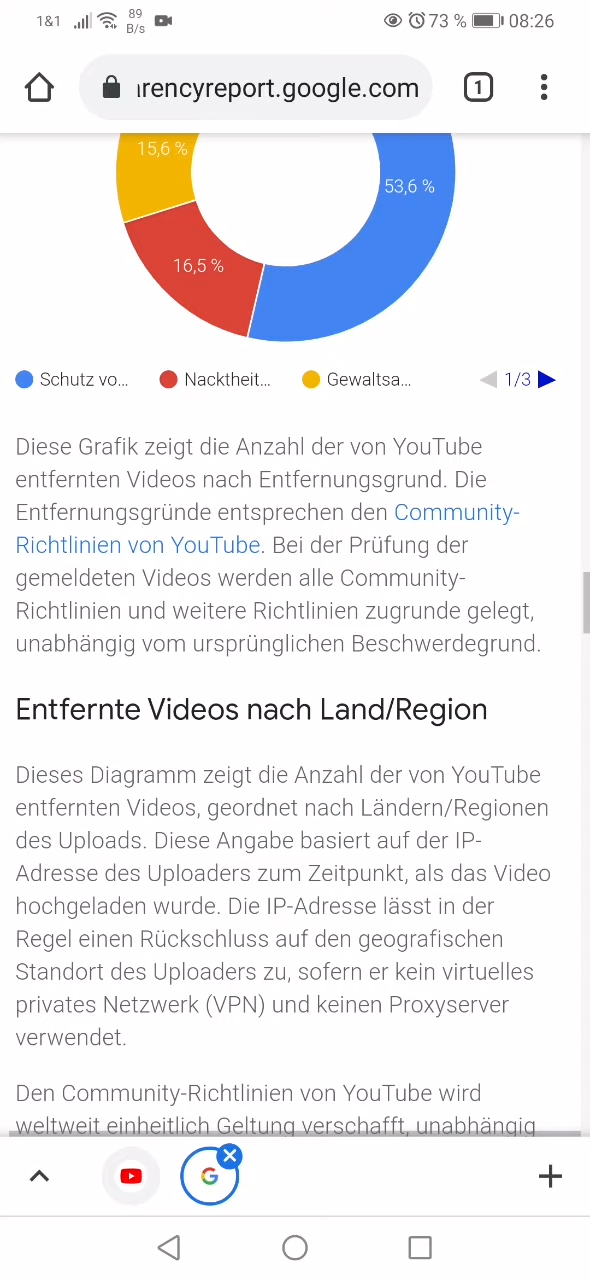 1&1 89 B/s 73 % 08:26
arencyreport.google.com 1
15,6 %
53,6 %
16,5 %
Schutz vo... Nacktheit... Gewaltsa... 1/3
Diese Grafik zeigt die Anzahl der von YouTube
entfernten Videos nach Entfernungsgrund. Die
Entfernungsgründe entsprechen den Community-
Richtlinien von YouTube. Bei der Prüfung der
gemeldeten Videos werden alle Community-
Richtlinien und weitere Richtlinien zugrunde gelegt,
unabhängig vom ursprünglichen Beschwerdegrund.
Entfernte Videos nach Land/Region
Dieses Diagramm zeigt die Anzahl der von YouTube
entfernten Videos, geordnet nach Ländern/Regionen
des Uploads. Diese Angabe basiert auf der IP-
Adresse des Uploaders zum Zeitpunkt, als das Video
hochgeladen wurde. Die IP-Adresse lässt in der
Regel einen Rückschluss auf den geografischen
Standort des Uploaders zu, sofern er kein virtuelles
privates Netzwerk (VPN) und keinen Proxyserver
verwendet.
Den Community-Richtlinien von YouTube wird
weltweit einheitlich Geltung verschafft, unabhängig